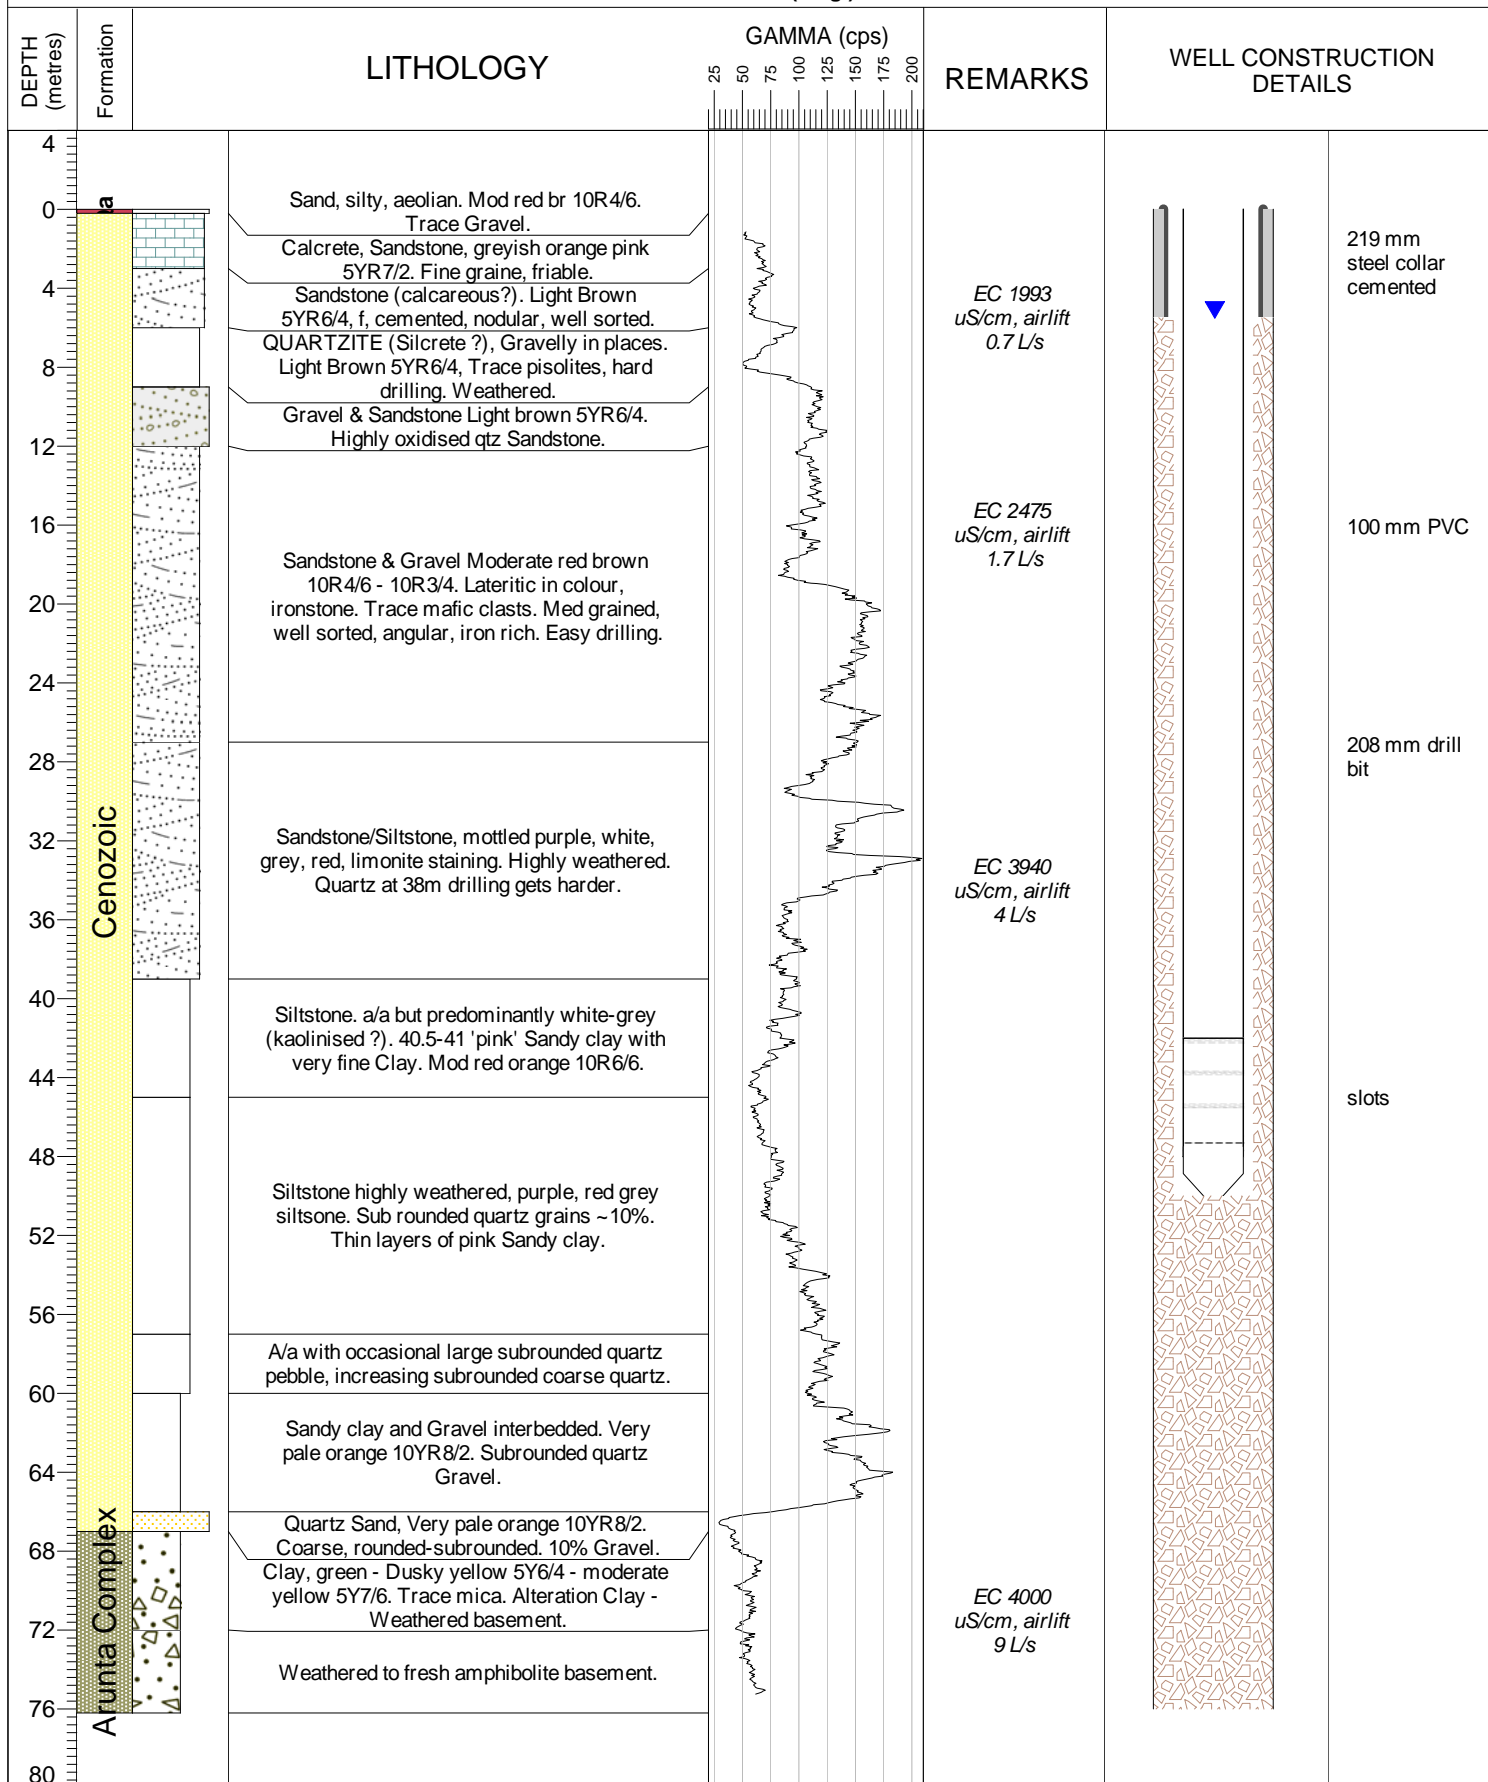 DEPTH
(metres)
Formation
LITHOLOGY
GAMMA (cps)
25 50 75 100 125 150 175 200
REMARKS
WELL CONSTRUCTION
DETAILS
4
0
4
8
12
16
20
24
28
32
36
40
44
48
52
56
60
64
68
72
76
80
a
Cenozoic
Arunta Complex
Sand, silty, aeolian. Mod red br 10R4/6.
Trace Gravel.
Calcrete, Sandstone, greyish orange pink
5YR7/2. Fine graine, friable.
Sandstone (calcareous?). Light Brown
5YR6/4, f, cemented, nodular, well sorted.
QUARTZITE (Silcrete ?), Gravelly in places.
Light Brown 5YR6/4, Trace pisolites, hard
drilling. Weathered.
Gravel & Sandstone Light brown 5YR6/4.
Highly oxidised qtz Sandstone.
Sandstone & Gravel Moderate red brown
10R4/6 - 10R3/4. Lateritic in colour,
ironstone. Trace mafic clasts. Med grained,
well sorted, angular, iron rich. Easy drilling.
Sandstone/Siltstone, mottled purple, white,
grey, red, limonite staining. Highly weathered.
Quartz at 38m drilling gets harder.
Siltstone. a/a but predominantly white-grey
(kaolinised ?). 40.5-41 'pink' Sandy clay with
very fine Clay. Mod red orange 10R6/6.
Siltstone highly weathered, purple, red grey
siltsone. Sub rounded quartz grains ~10%.
Thin layers of pink Sandy clay.
A/a with occasional large subrounded quartz
pebble, increasing subrounded coarse quartz.
Sandy clay and Gravel interbedded. Very
pale orange 10YR8/2. Subrounded quartz
Gravel.
Quartz Sand, Very pale orange 10YR8/2.
Coarse, rounded-subrounded. 10% Gravel.
Clay, green - Dusky yellow 5Y6/4 - moderate
yellow 5Y7/6. Trace mica. Alteration Clay -
Weathered basement.
Weathered to fresh amphibolite basement.
EC 1993
uS/cm, airlift
0.7 L/s
EC 2475
uS/cm, airlift
1.7 L/s
EC 3940
uS/cm, airlift
4 L/s
EC 4000
uS/cm, airlift
9 L/s
219 mm
steel collar
cemented
100 mm PVC
208 mm drill
bit
slots